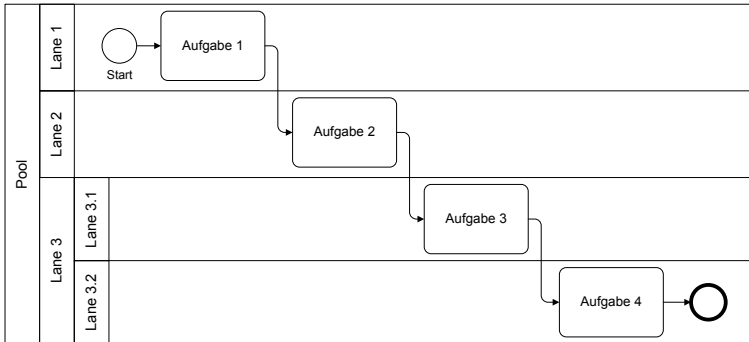 Pool
Lane 1
Start
Aufgabe 1
Lane 2
Aufgabe 2
Lane 3
Lane 3.1
Aufgabe 3
Lane 3.2
Aufgabe 4